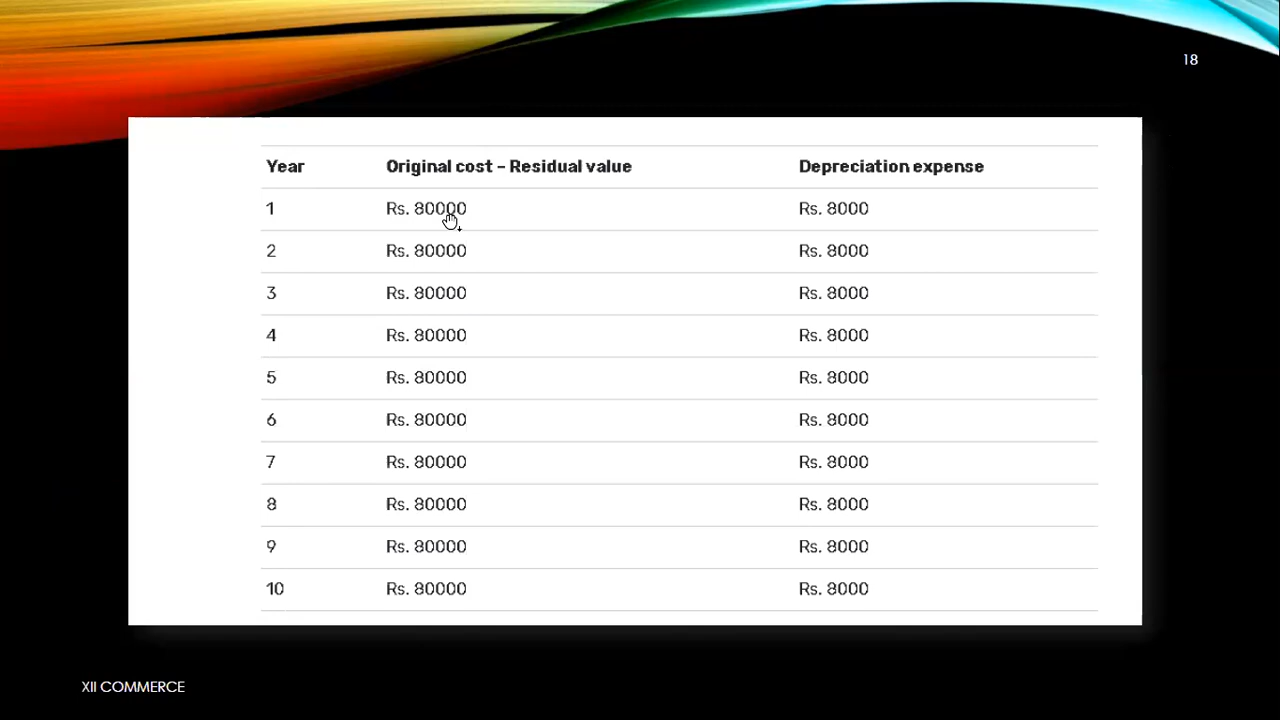 18
Year Original cost – Residual value Depreciation expense
1 Rs. 80000 Rs. 8000
2 Rs. 80000 Rs. 8000
3 Rs. 80000 Rs. 8000
4 Rs. 80000 Rs. 8000
5 Rs. 80000 Rs. 8000
6 Rs. 80000 Rs. 8000
7 Rs. 80000 Rs. 8000
8 Rs. 80000 Rs. 8000
9 Rs. 80000 Rs. 8000
10 Rs. 80000 Rs. 8000
XII COMMERCE